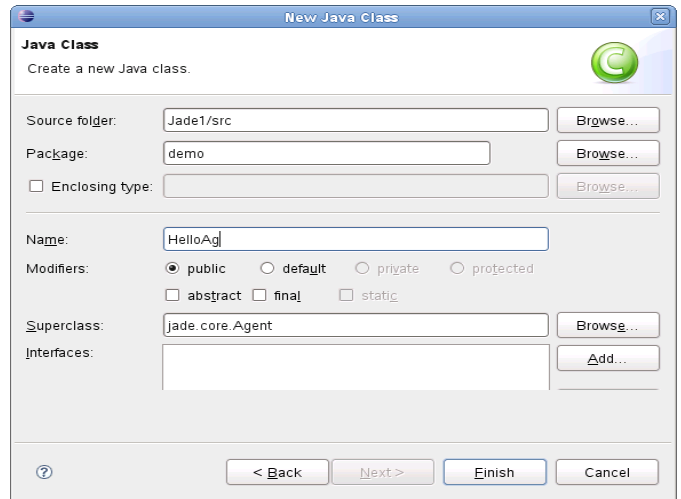 New Java Class
Java Class
Create a new Java class.
C
Source folder: Jade1/src Browse...
Package: demo Browse...
Enclosing type: Browse...
Name: HelloAg
Modifiers: public default private protected
abstract final static
Superclass: jade.core.Agent Browse...
Interfaces: Add...
? < Back Next > Finish Cancel